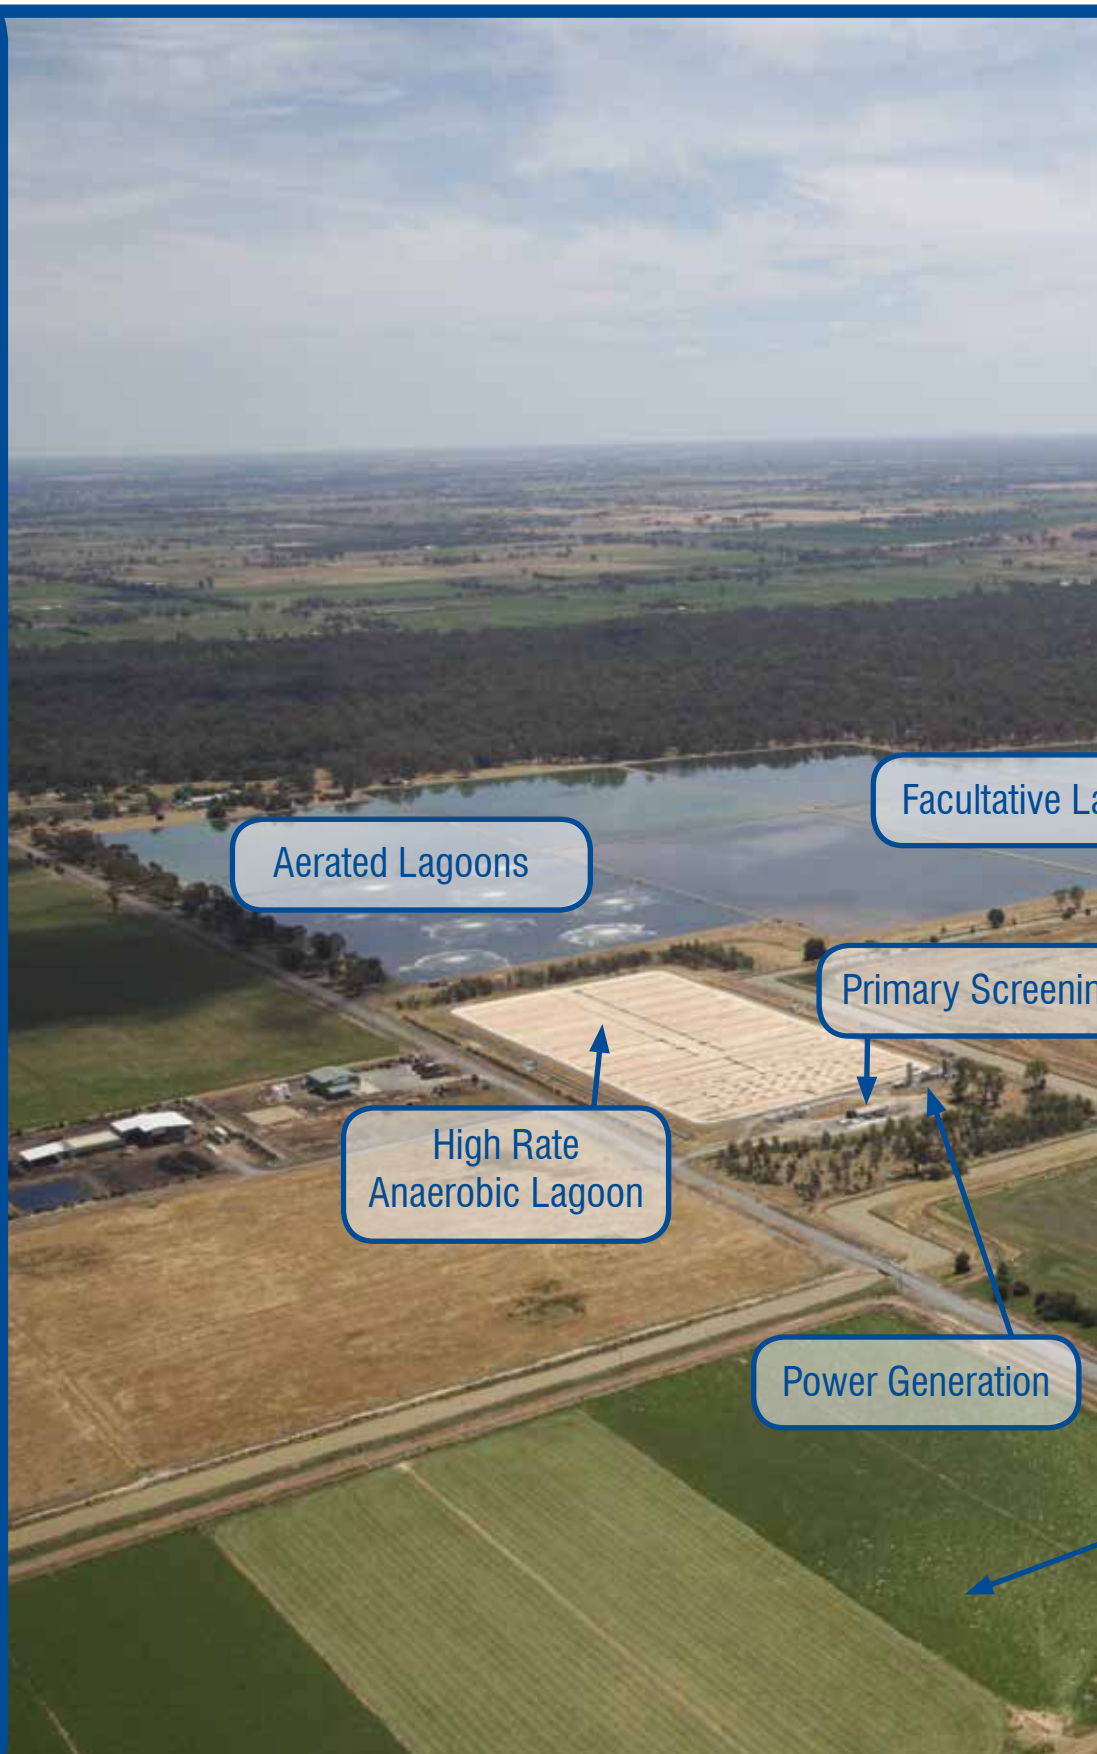 Facultative La
Aerated Lagoons
Primary Screenin
High Rate
Anaerobic Lagoon
Power Generation